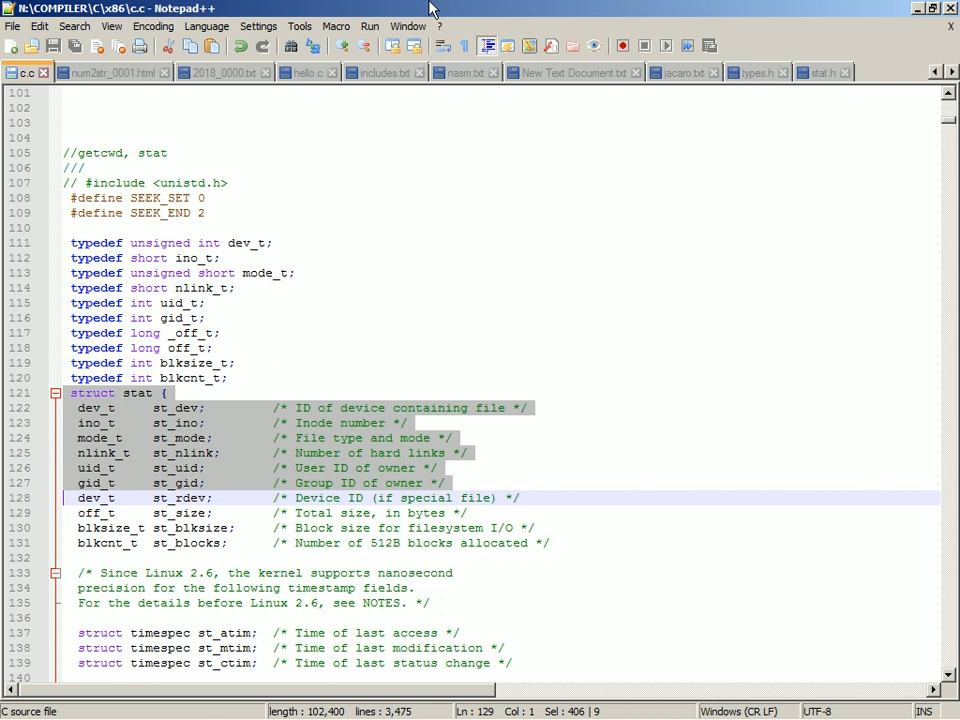 N:\COMPILER\C\x86\c.c - Notepad++
File Edit Search View Encoding Language Settings Tools Macro Run Window ? X
c.c num2str_0001.html 2018_0000.txt hello.c includes.txt nasm.txt New Text Document.txt jacaro.txt types.h stat.h
101
102
103
104
105 //getcwd, stat
106 ///
107 // #include <unistd.h>
108 #define SEEK_SET 0
109 #define SEEK_END 2
110
111 typedef unsigned int dev_t;
112 typedef short ino_t;
113 typedef unsigned short mode_t;
114 typedef short nlink_t;
115 typedef int uid_t;
116 typedef int gid_t;
117 typedef long _off_t;
118 typedef long off_t;
119 typedef int blksize_t;
120 typedef int blkcnt_t;
121 struct stat {
122 dev_t st_dev; /* ID of device containing file */
123 ino_t st_ino; /* Inode number */
124 mode_t st_mode; /* File type and mode */
125 nlink_t st_nlink; /* Number of hard links */
126 uid_t st_uid; /* User ID of owner */
127 gid_t st_gid; /* Group ID of owner */
128 dev_t st_rdev; /* Device ID (if special file) */
129 off_t st_size; /* Total size, in bytes */
130 blksize_t st_blksize; /* Block size for filesystem I/O */
131 blkcnt_t st_blocks; /* Number of 512B blocks allocated */
132
133 /* Since Linux 2.6, the kernel supports nanosecond
134 precision for the following timestamp fields.
135 For the details before Linux 2.6, see NOTES. */
136
137 struct timespec st_atim; /* Time of last access */
138 struct timespec st_mtim; /* Time of last modification */
139 struct timespec st_ctim; /* Time of last status change */
140
C source file length : 102,400 lines : 3,475 Ln : 129 Col : 1 Sel : 406 | 9 Windows (CR LF) UTF-8 INS